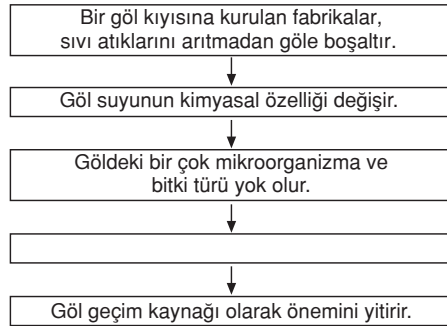 Bir göl kıyısına kurulan fabrikalar,
sıvı atıklarını arıtmadan göle boşaltır.
Göl suyunun kimyasal özelliği değişir.
Göldeki bir çok mikroorganizma ve
bitki türü yok olur.
Göl geçim kaynağı olarak önemini yitirir.